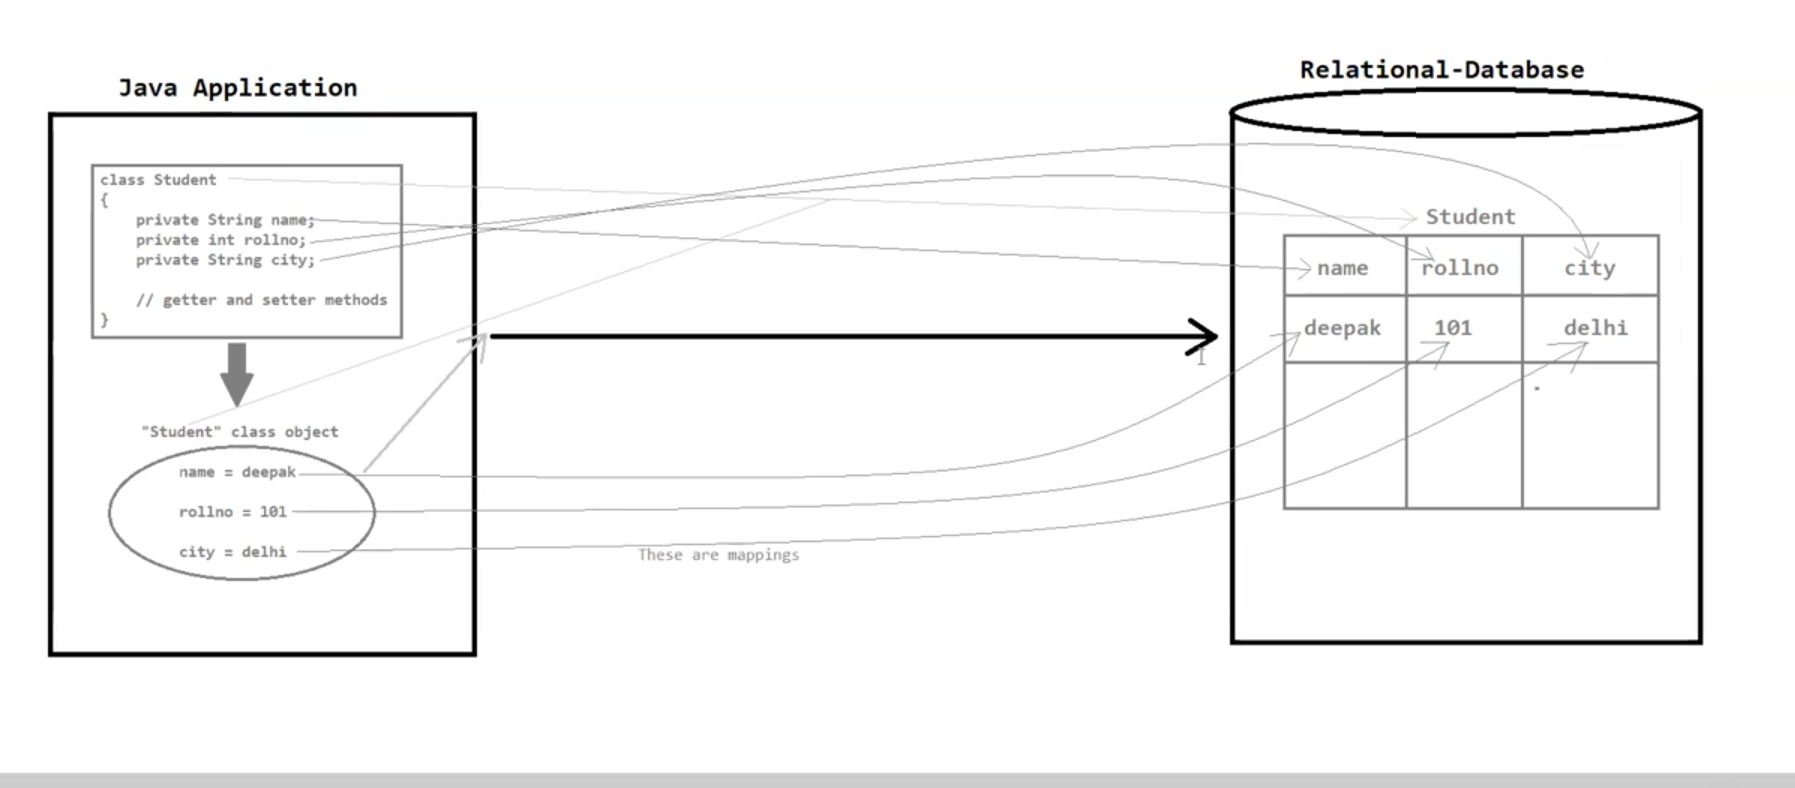 Java Application
class Student
{
private String name;
private int rollno;
private String city;
// getter and setter methods
}
"Student" class object
name = deepak
rollno = 101
city = delhi
These are mappings
Relational-Database
Student
name rollno city
deepak 101 delhi